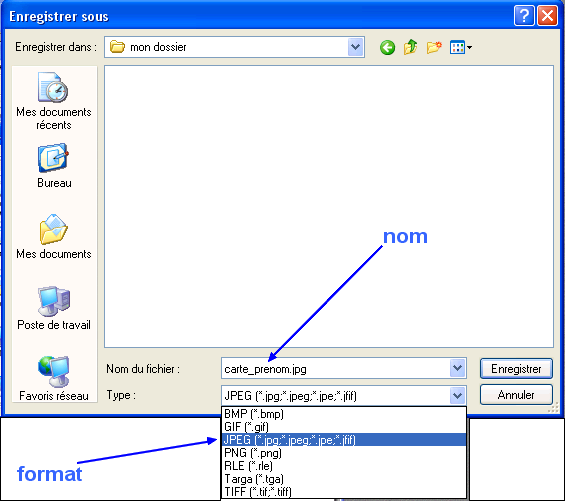 Enregistrer sous
Enregistrer dans :
mon dossier
Mes documents
récents
Bureau
Mes documents
Poste de travail
Favoris réseau
nom
Nom du fichier :
carte_prenom.jpg
Enregistrer
Type :
JPEG (*.jpg;*.jpeg;*.jpe;*.jfif)
Annuler
BMP (*.bmp)
GIF (*.gif)
JPEG (*.jpg;*.jpeg;*.jpe;*.jfif)
PNG (*.png)
RLE (*.rle)
Targa (*.tga)
TIFF (*.tif;*.tiff)
format